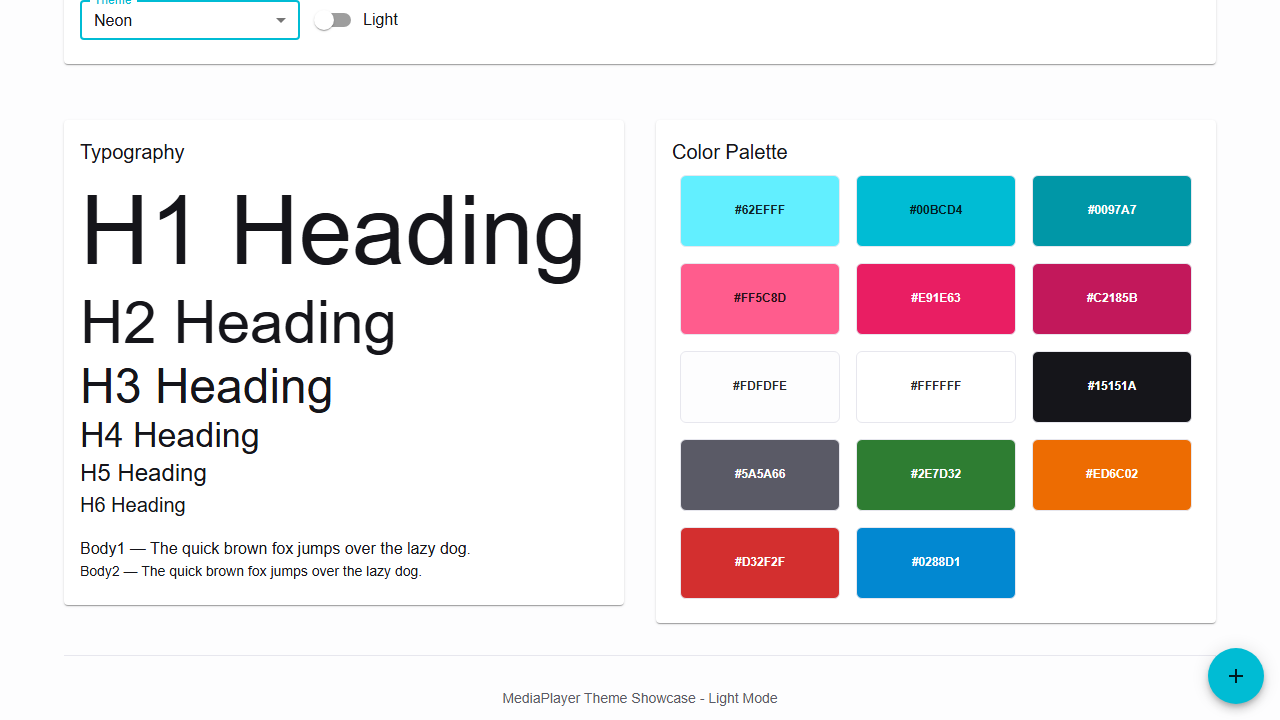 Theme
Neon
Light
Typography
H1 Heading
H2 Heading
H3 Heading
H4 Heading
H5 Heading
H6 Heading
Body1 — The quick brown fox jumps over the lazy dog.
Body2 — The quick brown fox jumps over the lazy dog.
Color Palette
#62EFFF
#00BCD4
#0097A7
#FF5C8D
#E91E63
#C2185B
#FDFDFE
#FFFFFF
#15151A
#5A5A66
#2E7D32
#ED6C02
#D32F2F
#0288D1
MediaPlayer Theme Showcase - Light Mode